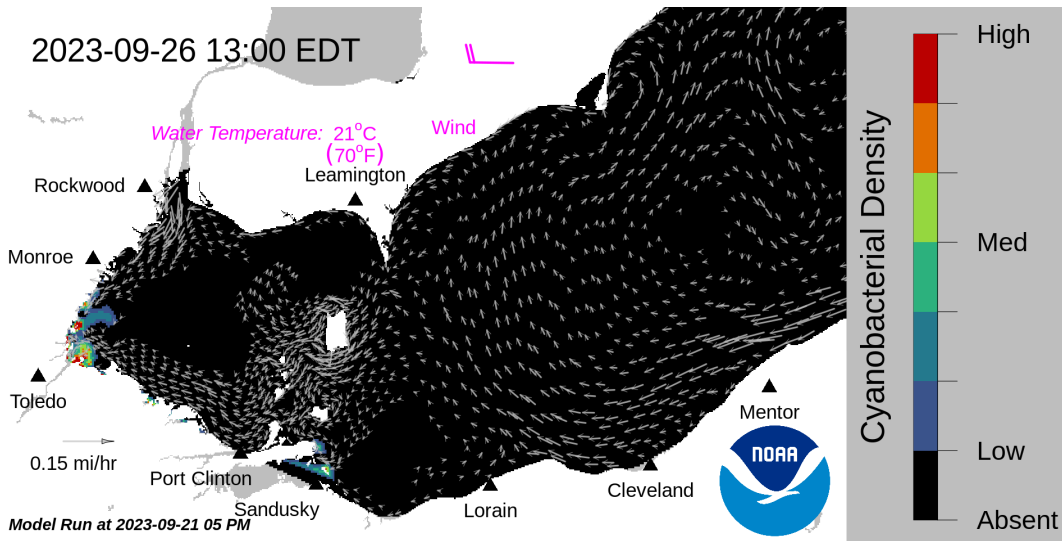 2023-09-26 13:00 EDT
Water Temperature: 21°C
(70°F)
Wind
Leamington
Rockwood
Monroe
Toledo
0.15 mi/hr
Port Clinton
Sandusky
Lorain
Cleveland
Mentor
NOAA
Model Run at 2023-09-21 05 PM
Cyanobacterial Density
High
Med
Low
Absent